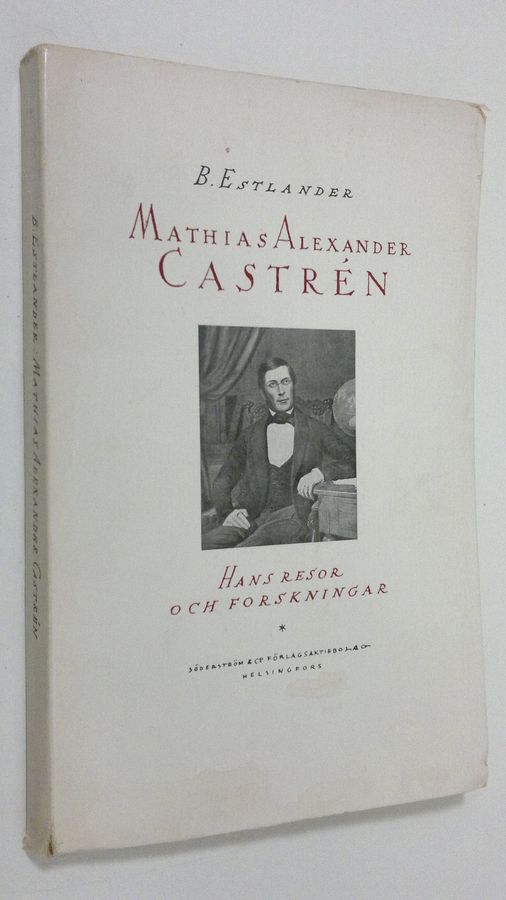 B. ESTLANDER
MATHIAS ALEXANDER
CASTRÉN
HANS RESOR
OCH FORSKNINGAR
*
SÖDERSTRÖM & Cº FÖRLAGSAKTIEBOLAG
HELSINGFORS
B. ESTLANDER: MATHIAS ALEXANDER CASTRÉN